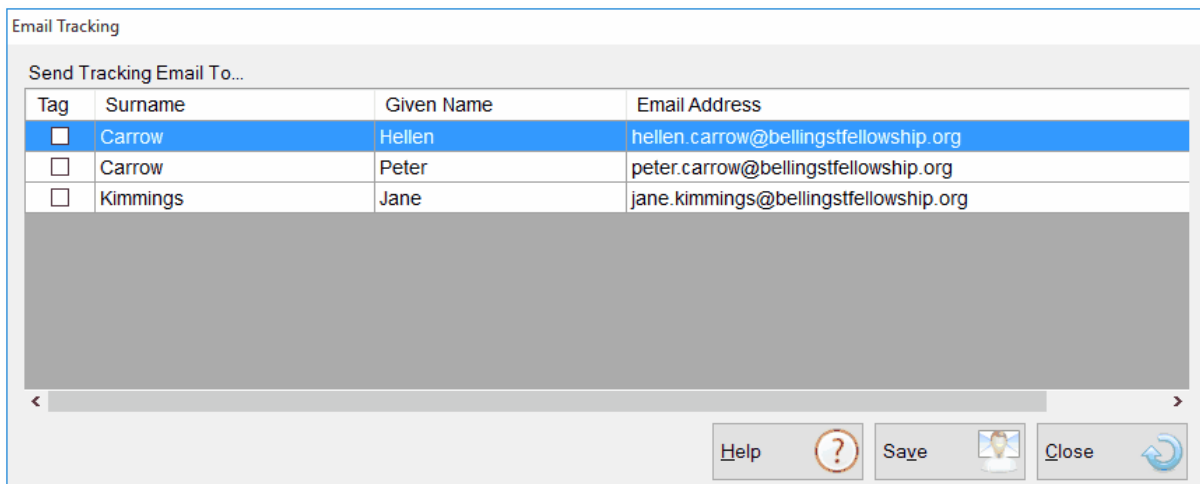 Email Tracking
Send Tracking Email To...
Tag Surname Given Name Email Address
Carrow Hellen hellen.carrow@bellingstfellowship.org
Carrow Peter peter.carrow@bellingstfellowship.org
Kimmings Jane jane.kimmings@bellingstfellowship.org
Help ? Save Close